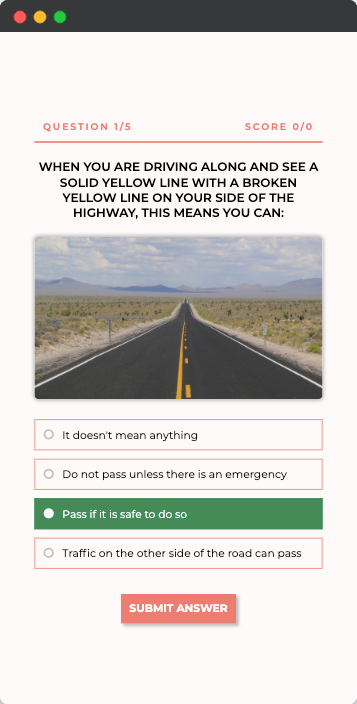 QUESTION 1/5
SCORE 0/0
WHEN YOU ARE DRIVING ALONG AND SEE A
SOLID YELLOW LINE WITH A BROKEN
YELLOW LINE ON YOUR SIDE OF THE
HIGHWAY, THIS MEANS YOU CAN:
It doesn't mean anything
Do not pass unless there is an emergency
Pass if it is safe to do so
Traffic on the other side of the road can pass
SUBMIT ANSWER